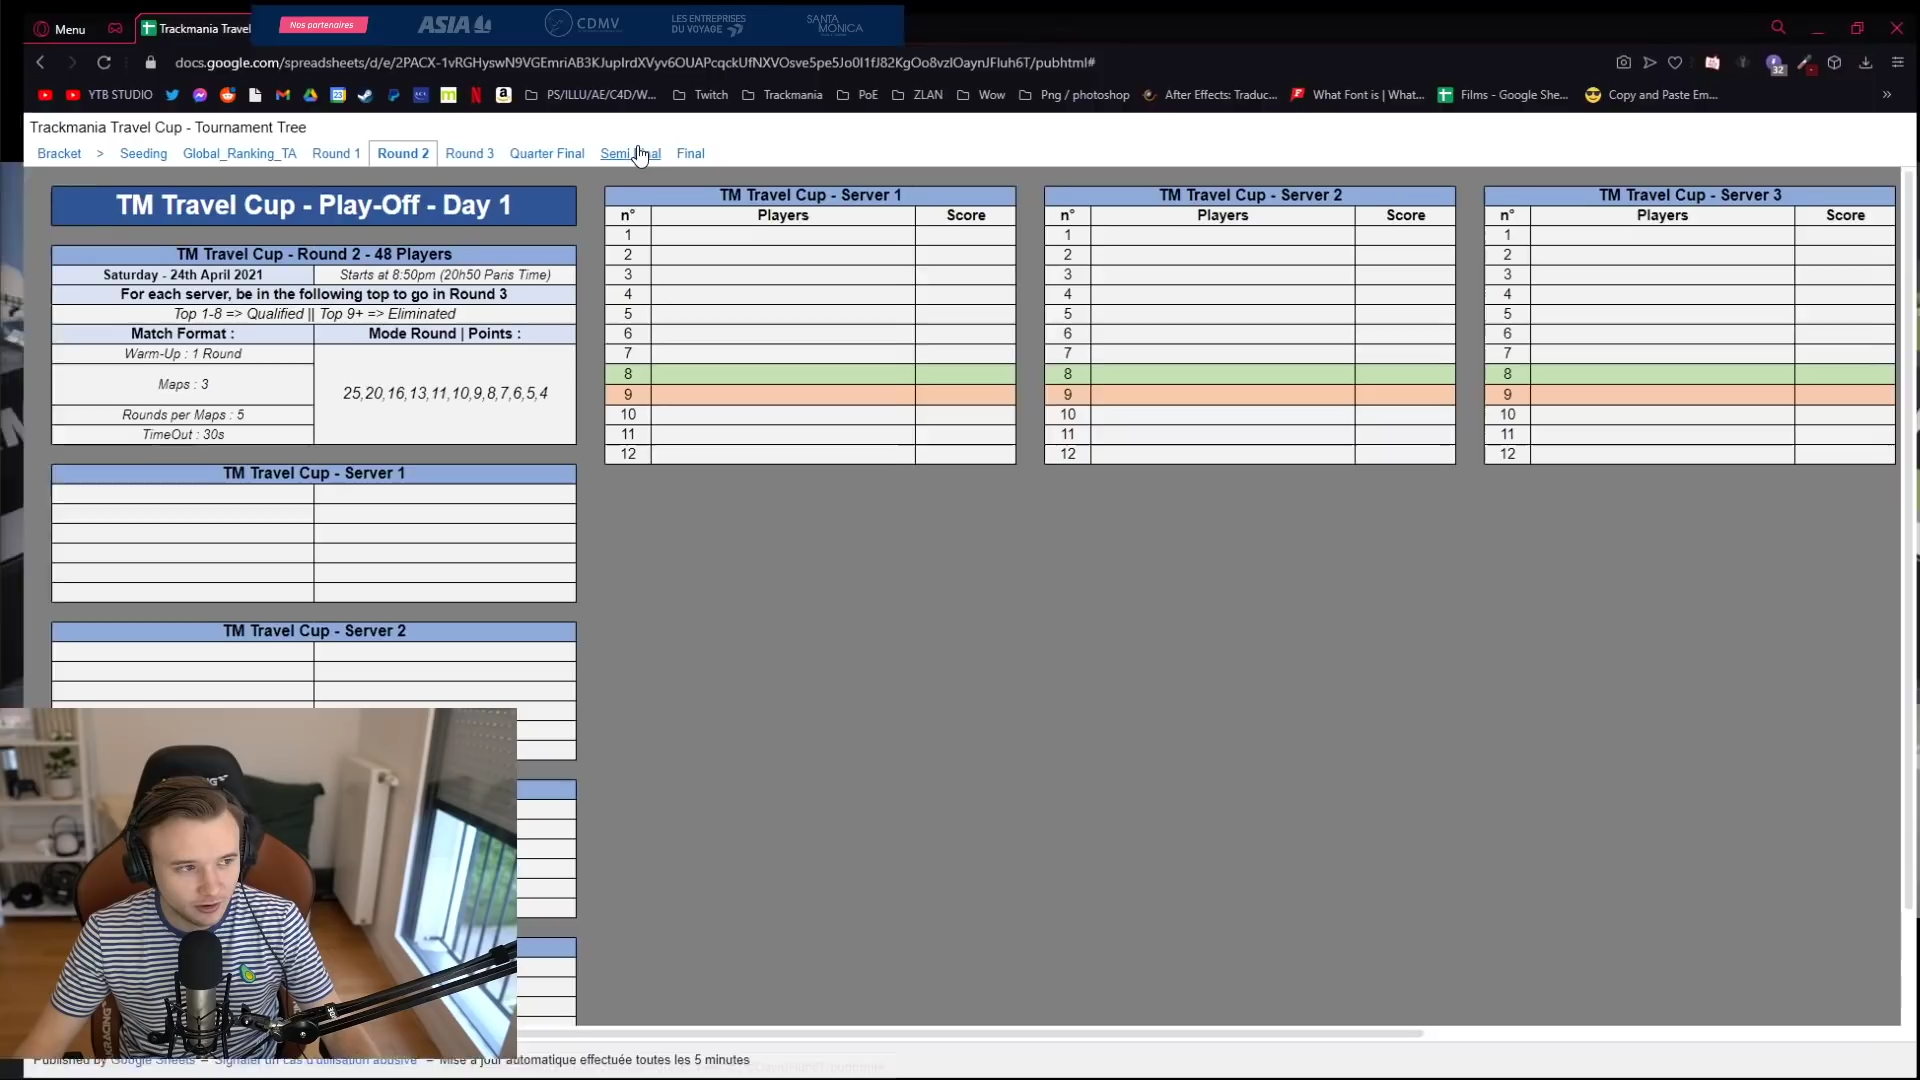 Menu
Trackmania Travel
Nos partenaires
ASIA
CDMV
LES ENTREPRISES
DU VOYAGE
SANTA
MONICA
docs.google.com/spreadsheets/d/e/2PACX-1vRGHyswN9VGEmriAB3KJuplrdXVyv6OUAPcqckUfNXVOsve5pe5Jo0I1fJ82KgOo8vzlOaynJFluh6T/pubhtml#
32
YTB STUDIO
PS/ILLU/AE/C4D/W...
Twitch
Trackmania
PoE
ZLAN
Wow
Png / photoshop
After Effects: Traduc...
What Font is | What...
Films - Google She...
Copy and Paste Em...
»
Trackmania Travel Cup - Tournament Tree
Bracket > Seeding Global_Ranking_TA Round 1 Round 2 Round 3 Quarter Final Semi Final Final
TM Travel Cup - Play-Off - Day 1
TM Travel Cup - Round 2 - 48 Players
Saturday - 24th April 2021 Starts at 8:50pm (20h50 Paris Time)
For each server, be in the following top to go in Round 3
Top 1-8 => Qualified || Top 9+ => Eliminated
Match Format : Mode Round | Points :
Warm-Up : 1 Round
Maps : 3
25,20,16,13,11,10,9,8,7,6,5,4
Rounds per Maps : 5
TimeOut : 30s
TM Travel Cup - Server 1
TM Travel Cup - Server 2
TM Travel Cup - Server 1
n° Players Score
1
2
3
4
5
6
7
8
9
10
11
12
TM Travel Cup - Server 2
n° Players Score
1
2
3
4
5
6
7
8
9
10
11
12
TM Travel Cup - Server 3
n° Players Score
1
2
3
4
5
6
7
8
9
10
11
12
Published by Google Sheets – Signaler un cas d'utilisation abusive – Mise à jour automatique effectuée toutes les 5 minutes